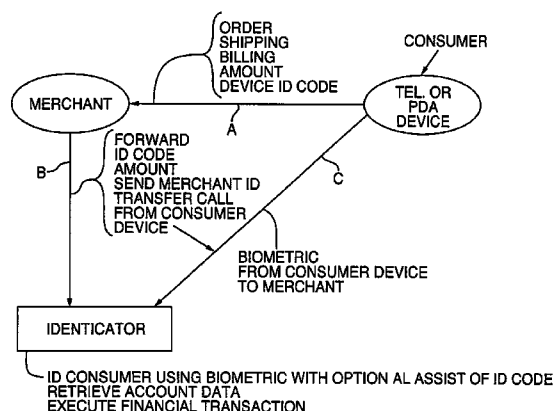 ORDER
SHIPPING
BILLING
AMOUNT
DEVICE ID CODE
CONSUMER
MERCHANT
A
TEL. OR
PDA
DEVICE
B
FORWARD
ID CODE
AMOUNT
SEND MERCHANT ID
TRANSFER CALL
FROM CONSUMER
DEVICE
C
BIOMETRIC
FROM CONSUMER DEVICE
TO MERCHANT
IDENTICATOR
ID CONSUMER USING BIOMETRIC WITH OPTION AL ASSIST OF ID CODE
RETRIEVE ACCOUNT DATA
EXECUTE FINANCIAL TRANSACTION